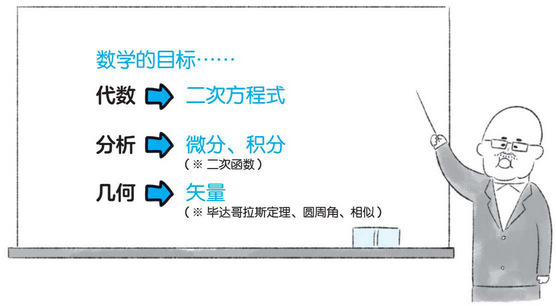 数学的目标……
代数 二次方程式
分析 微分、积分
（※ 二次函数）
几何 矢量
（※ 毕达哥拉斯定理、圆周角、相似）